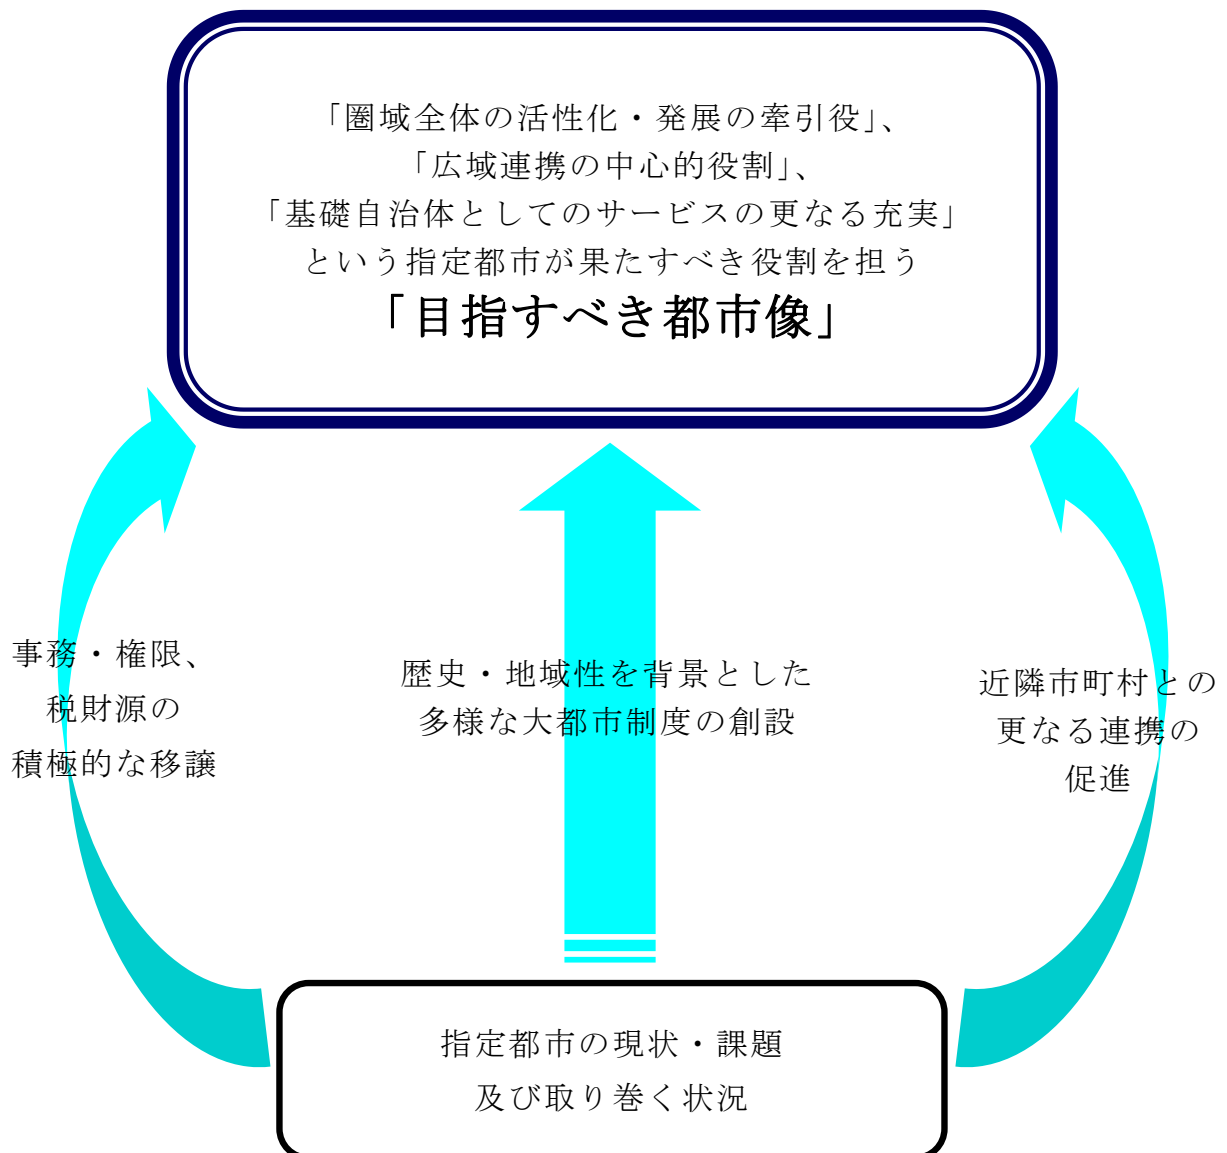 「圏域全体の活性化・発展の牽引役」、
「広域連携の中心的役割」、
「基礎自治体としてのサービスの更なる充実」
という指定都市が果たすべき役割を担う
「目指すべき都市像」
事務・権限、
税財源の
積極的な移譲
歴史・地域性を背景とした
多様な大都市制度の創設
近隣市町村との
更なる連携の
促進
指定都市の現状・課題
及び取り巻く状況